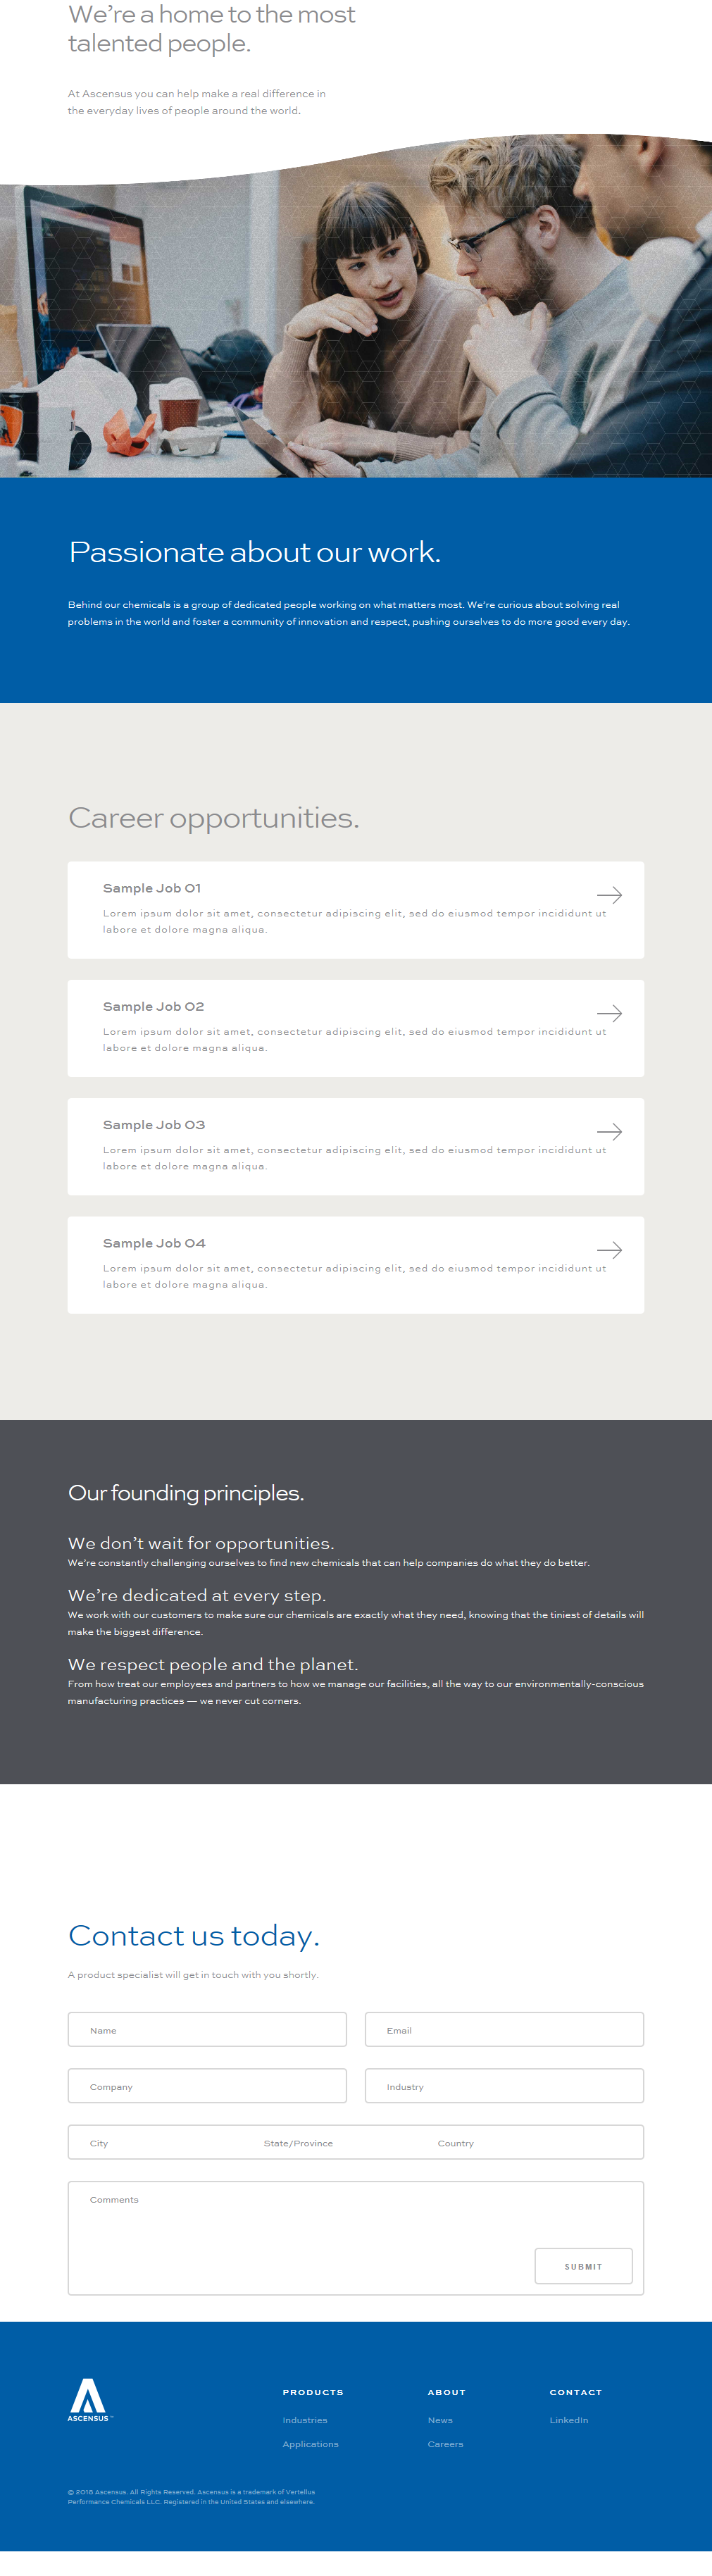 We're a home to the most
talented people.
At Ascensus you can help make a real difference in
the everyday lives of people around the world.
Passionate about our work.
Behind our chemicals is a group of dedicated people working on what matters most. We're curious about solving real
problems in the world and foster a community of innovation and respect, pushing ourselves to do more good every day.
Career opportunities.
Sample Job 01
Lorem ipsum dolor sit amet, consectetur adipiscing elit, sed do eiusmod tempor incididunt ut
labore et dolore magna aliqua.
Sample Job 02
Lorem ipsum dolor sit amet, consectetur adipiscing elit, sed do eiusmod tempor incididunt ut
labore et dolore magna aliqua.
Sample Job 03
Lorem ipsum dolor sit amet, consectetur adipiscing elit, sed do eiusmod tempor incididunt ut
labore et dolore magna aliqua.
Sample Job 04
Lorem ipsum dolor sit amet, consectetur adipiscing elit, sed do eiusmod tempor incididunt ut
labore et dolore magna aliqua.
Our founding principles.
We don't wait for opportunities.
We're constantly challenging ourselves to find new chemicals that can help companies do what they do better.
We're dedicated at every step.
We work with our customers to make sure our chemicals are exactly what they need, knowing that the tiniest of details will
make the biggest difference.
We respect people and the planet.
From how treat our employees and partners to how we manage our facilities, all the way to our environmentally-conscious
manufacturing practices — we never cut corners.
Contact us today.
A product specialist will get in touch with you shortly.
Name Email
Company Industry
City State/Province Country
Comments
SUBMIT
ASCENSUS™
PRODUCTS ABOUT CONTACT
Industries News LinkedIn
Applications Careers
© 2018 Ascensus. All Rights Reserved. Ascensus is a trademark of Vertellus
Performance Chemicals LLC. Registered in the United States and elsewhere.